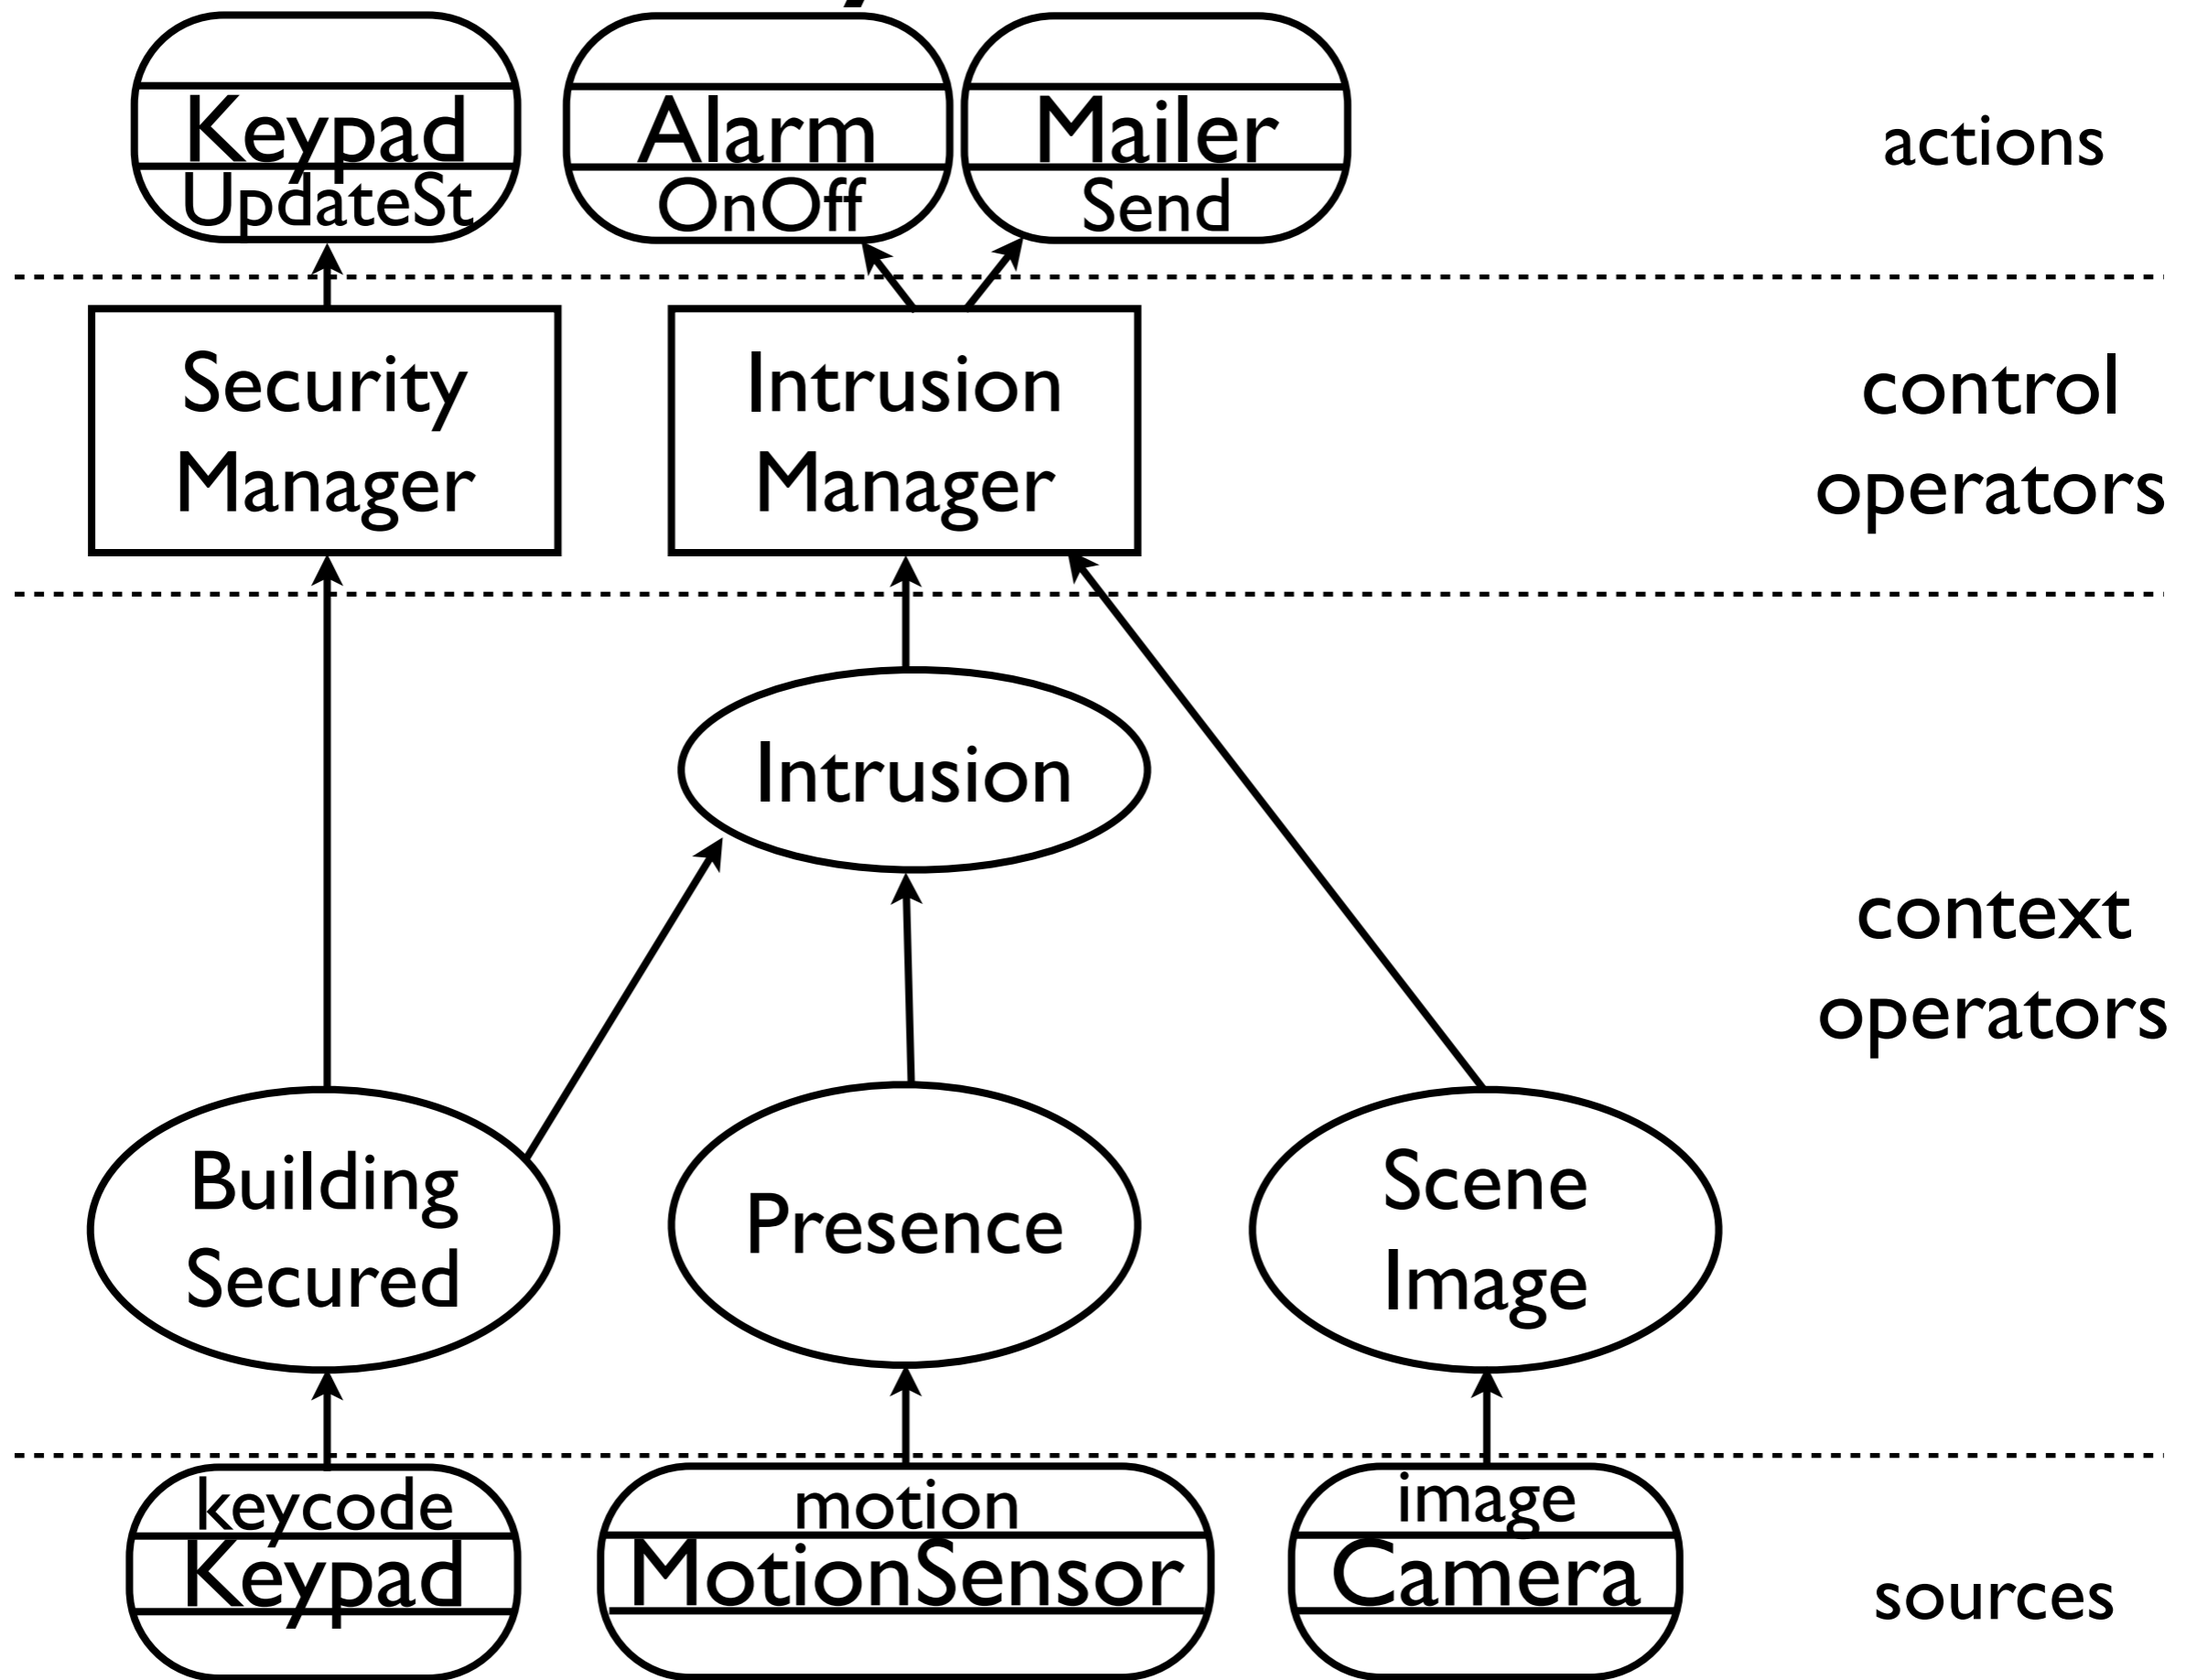 Keypad
UpdateSt
Alarm
OnOff
Mailer
Send
actions
Security
Manager
Intrusion
Manager
control
operators
Intrusion
context
operators
Building
Secured
Presence
Scene
Image
keycode
Keypad
motion
MotionSensor
image
Camera
sources